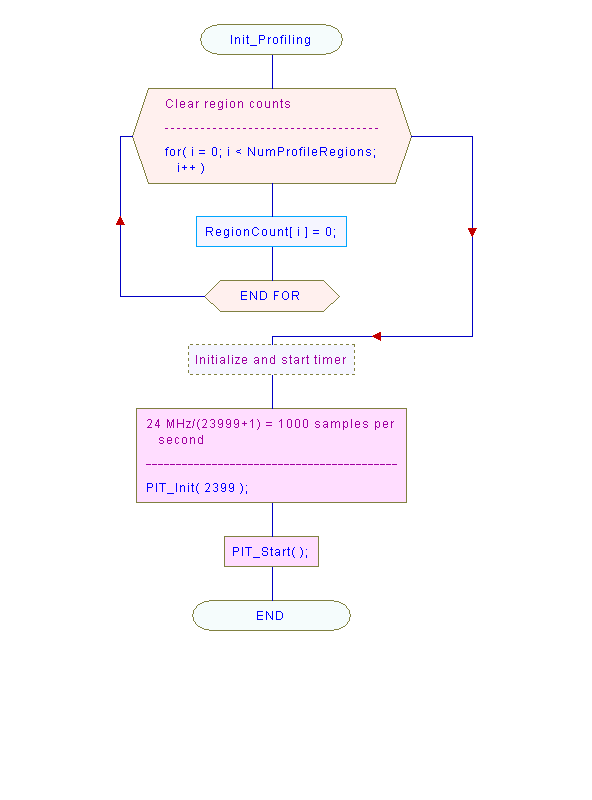 Init_Profiling
Clear region counts
for( i = 0; i < NumProfileRegions;
i++ )
RegionCount[ i ] = 0;
END FOR
Initialize and start timer
24 MHz/(23999+1) = 1000 samples per
second
PIT_Init( 2399 );
PIT_Start( );
END